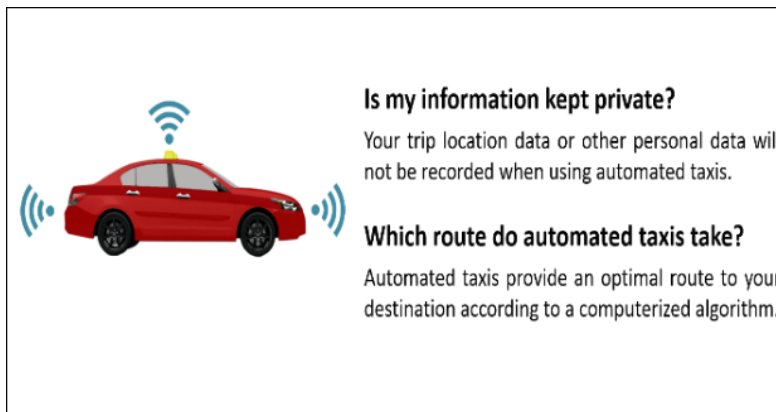 Is my information kept private?
Your trip location data or other personal data wil
not be recorded when using automated taxis.
Which route do automated taxis take?
Automated taxis provide an optimal route to your
destination according to a computerized algorithm.